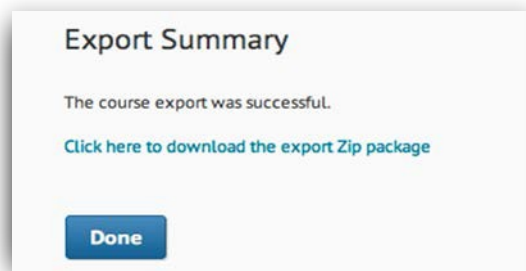 Export Summary
The course export was successful.
Click here to download the export Zip package
Done